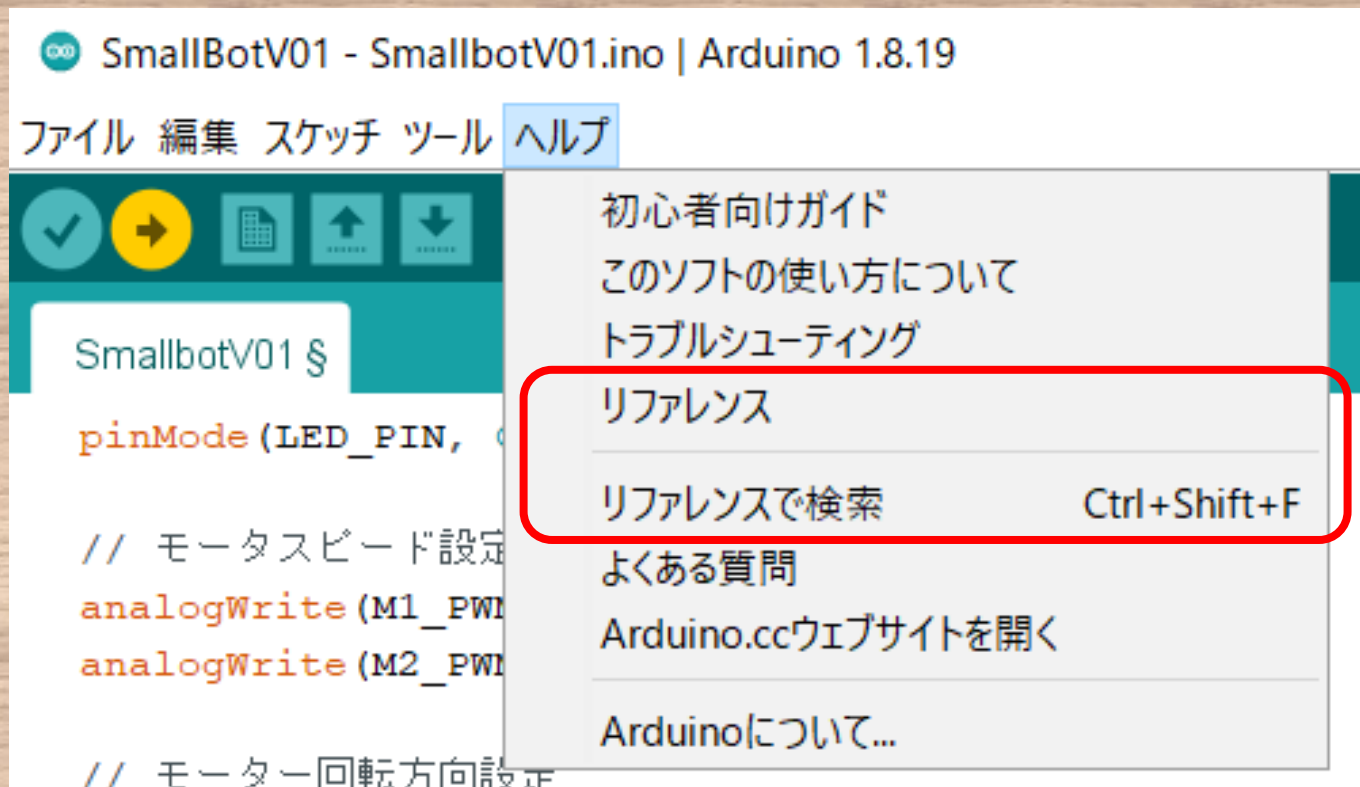 SmallBotV01 - SmallbotV01.ino | Arduino 1.8.19
ファイル 編集 スケッチ ツール ヘルプ
初心者向けガイド
このソフトの使い方について
トラブルシューティング
リファレンス
リファレンスで検索 Ctrl+Shift+F
よくある質問
Arduino.ccウェブサイトを開く
Arduinoについて...
SmallbotV01 §
pinMode(LED_PIN,
// モータスピード設定
analogWrite(M1_PWM
analogWrite(M2_PWM
// モーター回転方向設定